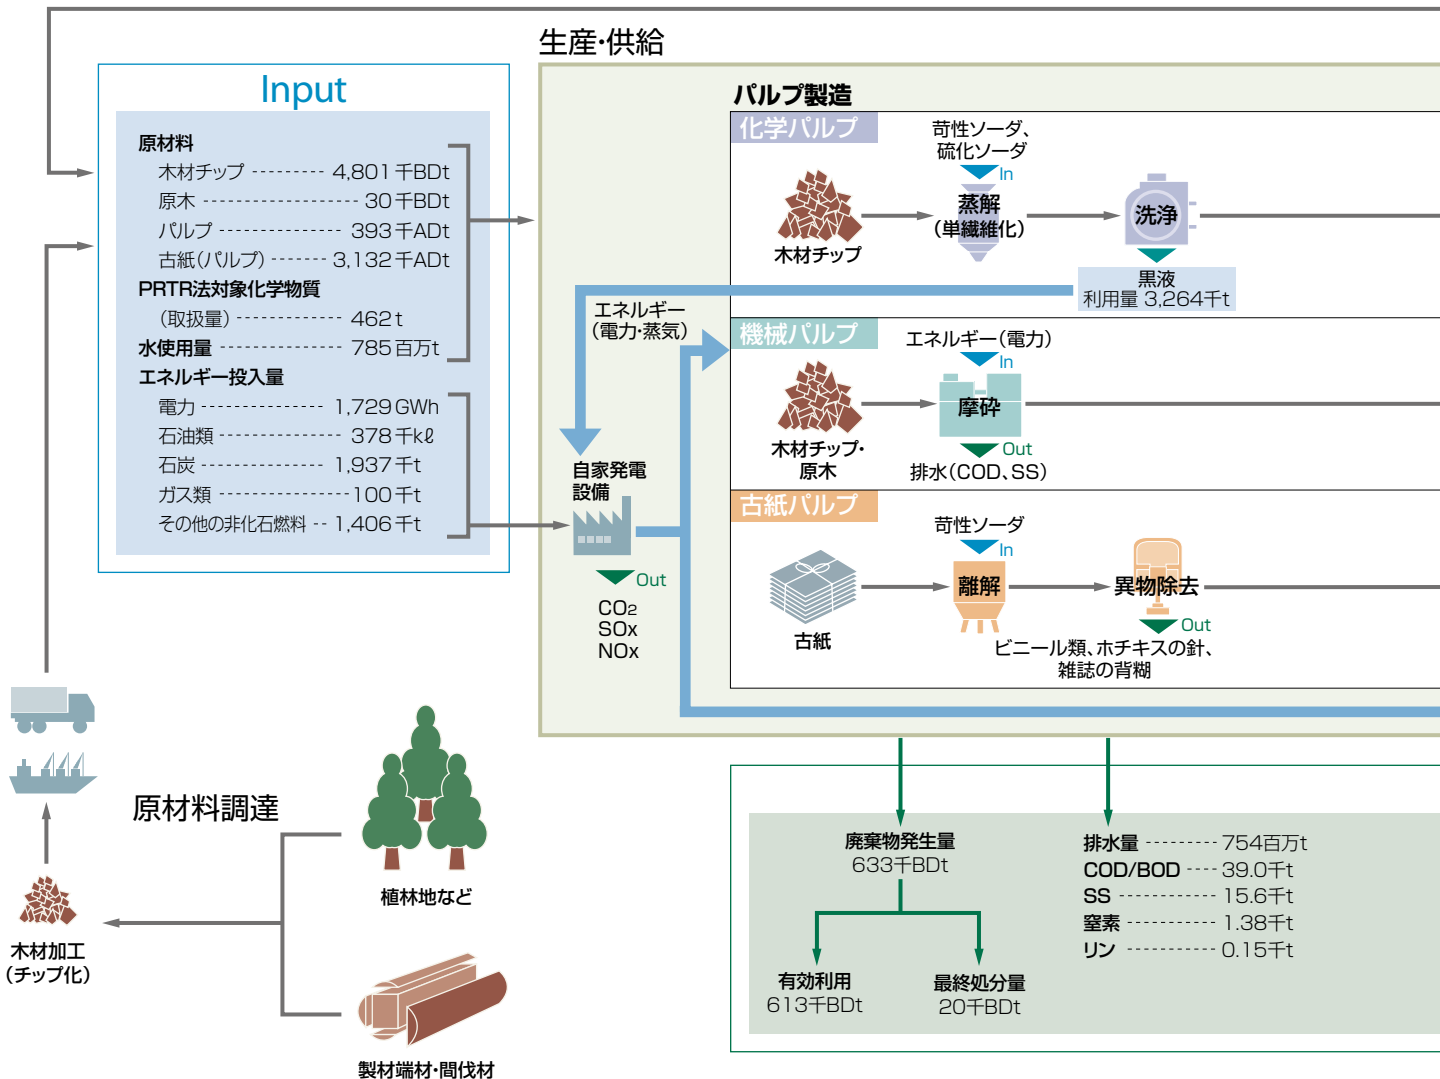 生産・供給
Input
原材料
木材チップ -------- 4,801千BDt
原木 ---------------- 30千BDt
パルプ -------------- 393千ADt
古紙(パルプ) ------- 3,132千ADt
PRTR法対象化学物質
(取扱量) ------------- 462t
水使用量 --------------- 785百万t
エネルギー投入量
電力 --------------- 1,729GWh
石油類 -------------- 378千kℓ
石炭 --------------- 1,937千t
ガス類 --------------- 100千t
その他の非化石燃料 -- 1,406千t
パルプ製造
化学パルプ
苛性ソーダ、
硫化ソーダ
In
木材チップ
蒸解
(単繊維化)
洗浄
黒液
利用量 3,264千t
エネルギー
(電力・蒸気)
機械パルプ
エネルギー(電力)
In
木材チップ・
原木
摩砕
Out
排水(COD、SS)
自家発電
設備
Out
CO2
SOx
NOx
古紙パルプ
苛性ソーダ
In
古紙
離解
異物除去
Out
ビニール類、ホチキスの針、
雑誌の背糊
原材料調達
植林地など
木材加工
(チップ化)
製材端材・間伐材
廃棄物発生量
633千BDt
有効利用
613千BDt
最終処分量
20千BDt
排水量 --------- 754百万t
COD/BOD ---- 39.0千t
SS ------------- 15.6千t
窒素 ------------ 1.38千t
リン ------------ 0.15千t